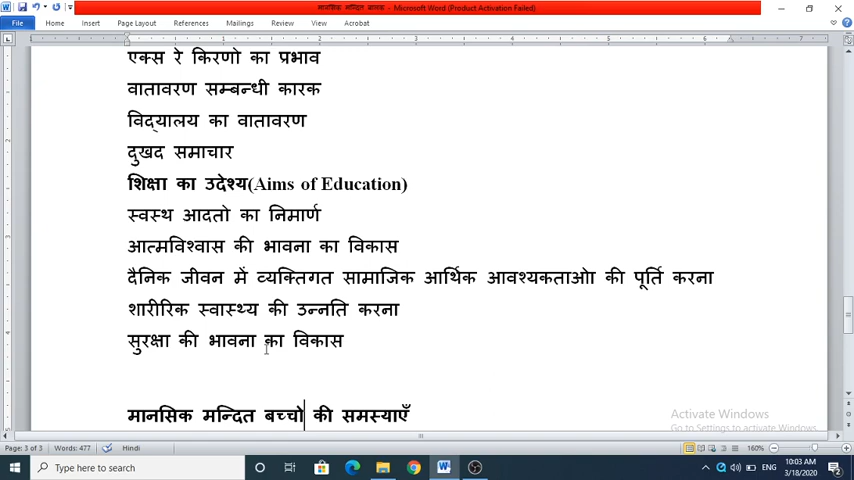 मानसिक मन्दित बालक - Microsoft Word (Product Activation Failed)
File Home Insert Page Layout References Mailings Review View Acrobat
एक्स रे किरणो का प्रभाव
वातावरण सम्बन्धी कारक
विद्यालय का वातावरण
दुखद समाचार
शिक्षा का उदेश्य(Aims of Education)
स्वस्थ आदतो का निमार्ण
आत्मविश्वास की भावना का विकास
दैनिक जीवन में व्यक्तिगत सामाजिक आर्थिक आवश्यकताओा की पूर्ति करना
शारीरिक स्वास्थ्य की उन्नति करना
सुरक्षा की भावना का विकास
मानसिक मन्दित बच्चो की समस्याएँ
Activate Windows
Go to Settings to activate Windows.
Page: 3 of 3 Words: 477 Hindi 160%
Type here to search
ENG 10:03 AM
3/18/2020